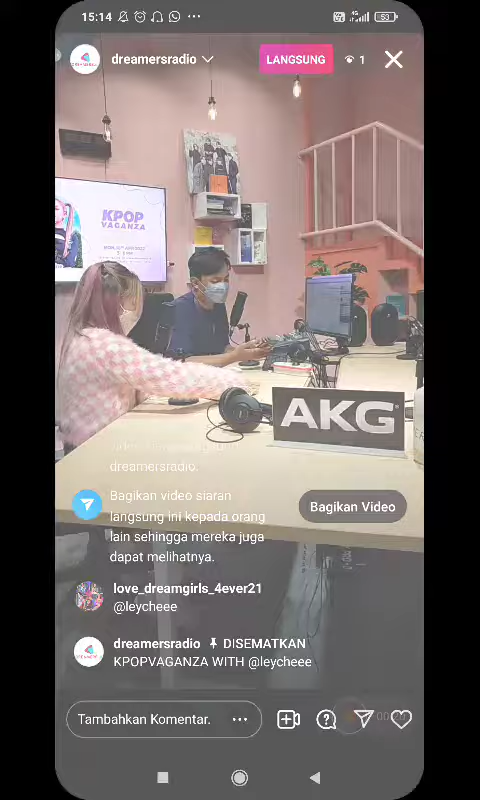 15:14
53
dreamersradio
LANGSUNG
1
KPOP
VAGANZA
AKG
dreamersradio.
Bagikan video siaran
langsung ini kepada orang
lain sehingga mereka juga
dapat melihatnya.
Bagikan Video
love_dreamgirls_4ever21
@leycheee
dreamersradio DISEMATKAN
KPOPVAGANZA WITH @leycheee
Tambahkan Komentar.